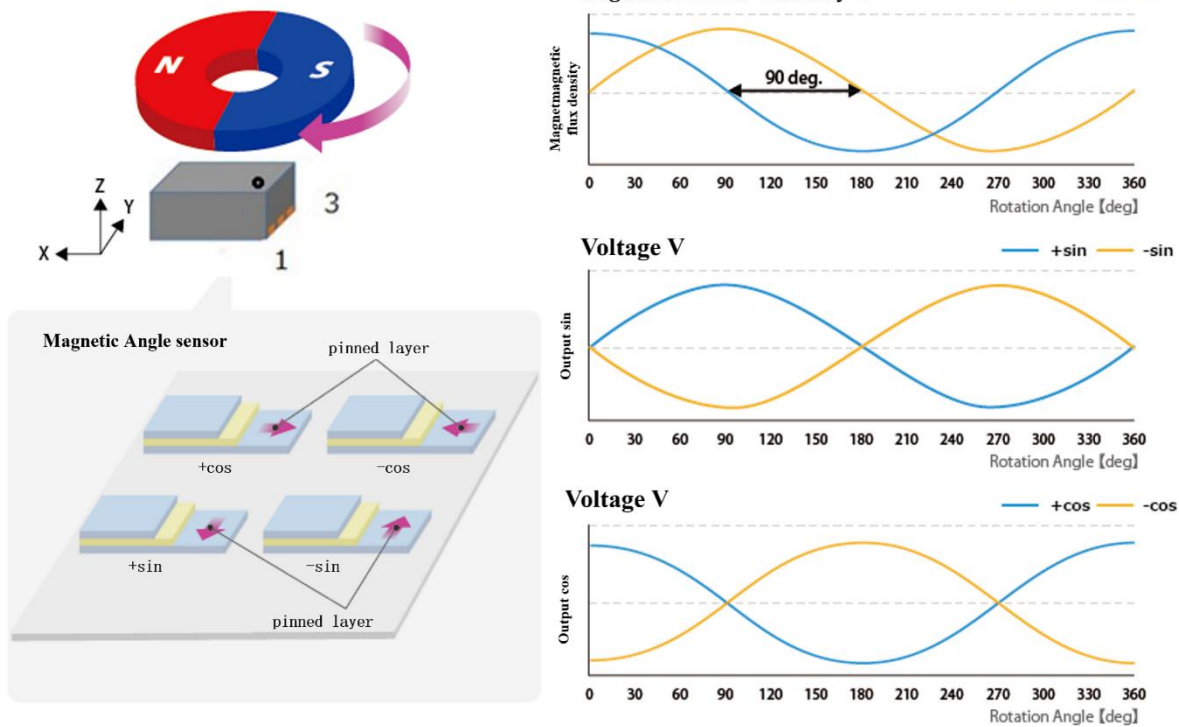 N
S
Z
Y
X
3
1
Magnetic Angle sensor
pinned layer
+cos
-cos
+sin
-sin
pinned layer
Magnetmagnetic
flux density
90 deg.
0 30 60 90 120 150 180 210 240 270 300 330 360
Rotation Angle【deg】
Voltage V
+sin -sin
Output sin
0 30 60 90 120 150 180 210 240 270 300 330 360
Rotation Angle【deg】
Voltage V
+cos -cos
Output cos
0 30 60 90 120 150 180 210 240 270 300 330 360
Rotation Angle【deg】